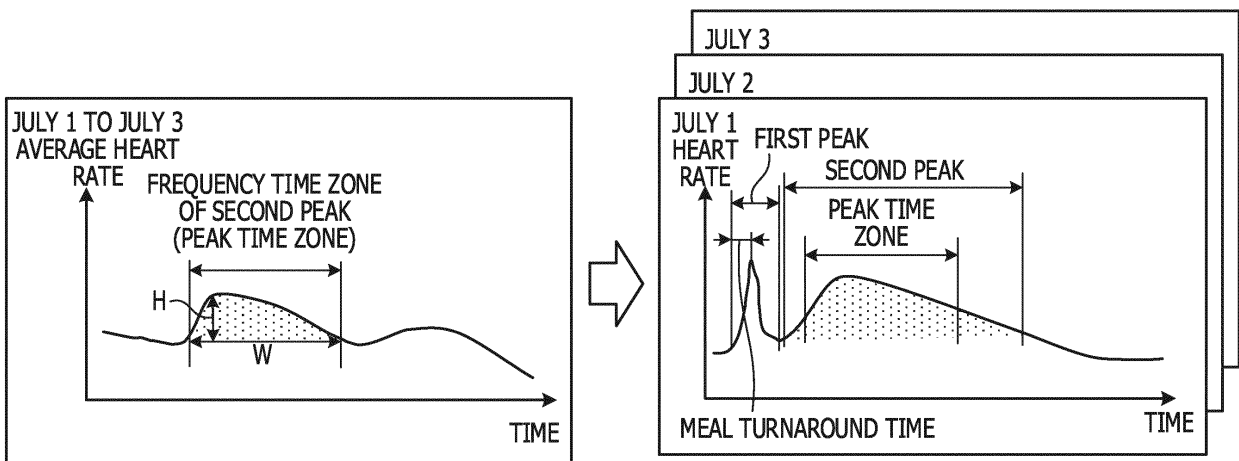 JULY 1 TO JULY 3
AVERAGE HEART
RATE
FREQUENCY TIME ZONE
OF SECOND PEAK
(PEAK TIME ZONE)
H
W
TIME
JULY 3
JULY 2
JULY 1
HEART
RATE
FIRST PEAK
SECOND PEAK
PEAK TIME
ZONE
MEAL TURNAROUND TIME
TIME